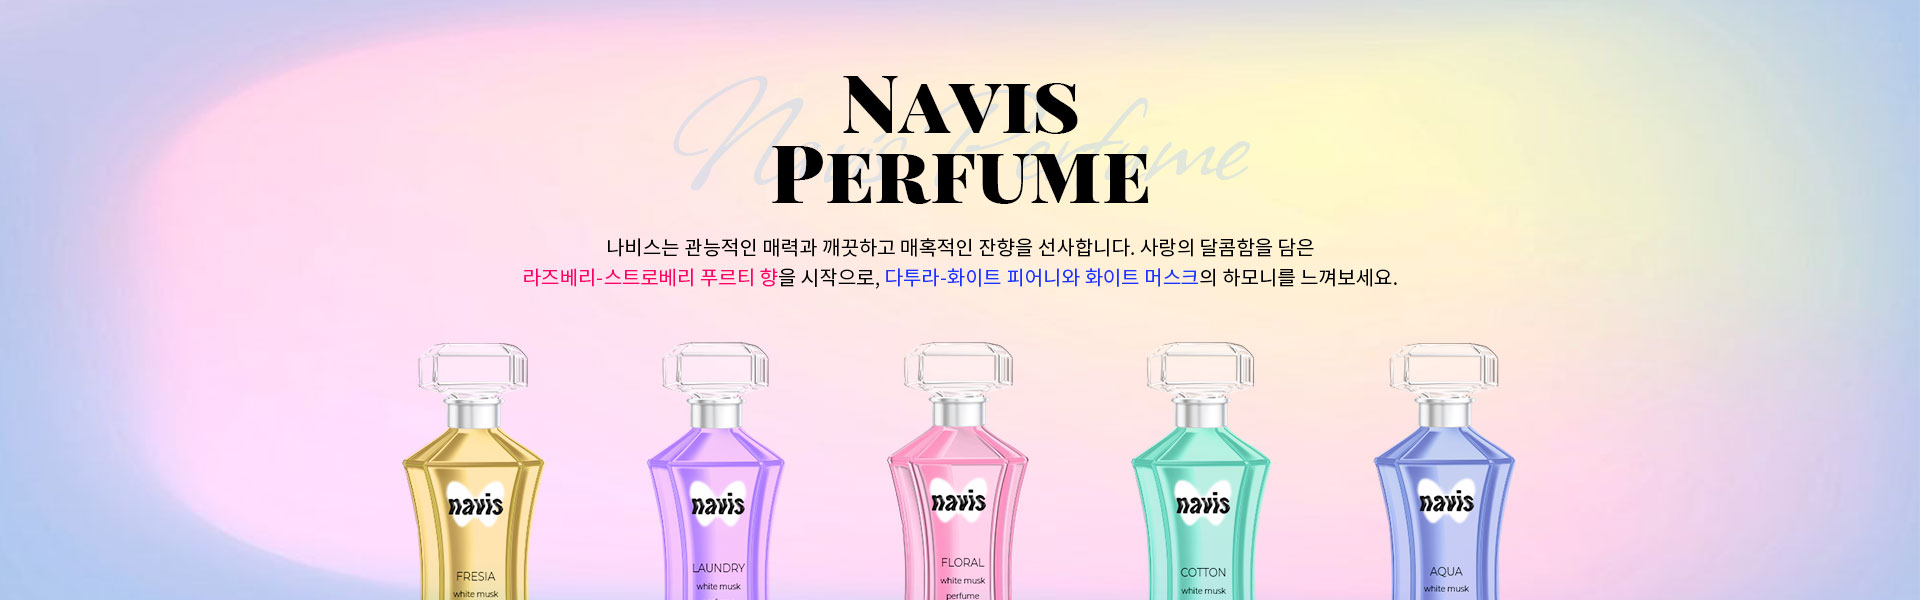 Navis Perfume
NAVIS
PERFUME
나비스는 관능적인 매력과 깨끗하고 매혹적인 잔향을 선사합니다. 사랑의 달콤함을 담은
라즈베리-스트로베리 푸르티 향을 시작으로, 다투라-화이트 피어니와 화이트 머스크의 하모니를 느껴보세요.
navis
FRESIA
white musk
navis
LAUNDRY
white musk
navis
FLORAL
white musk
perfume
navis
COTTON
white musk
navis
AQUA
white musk